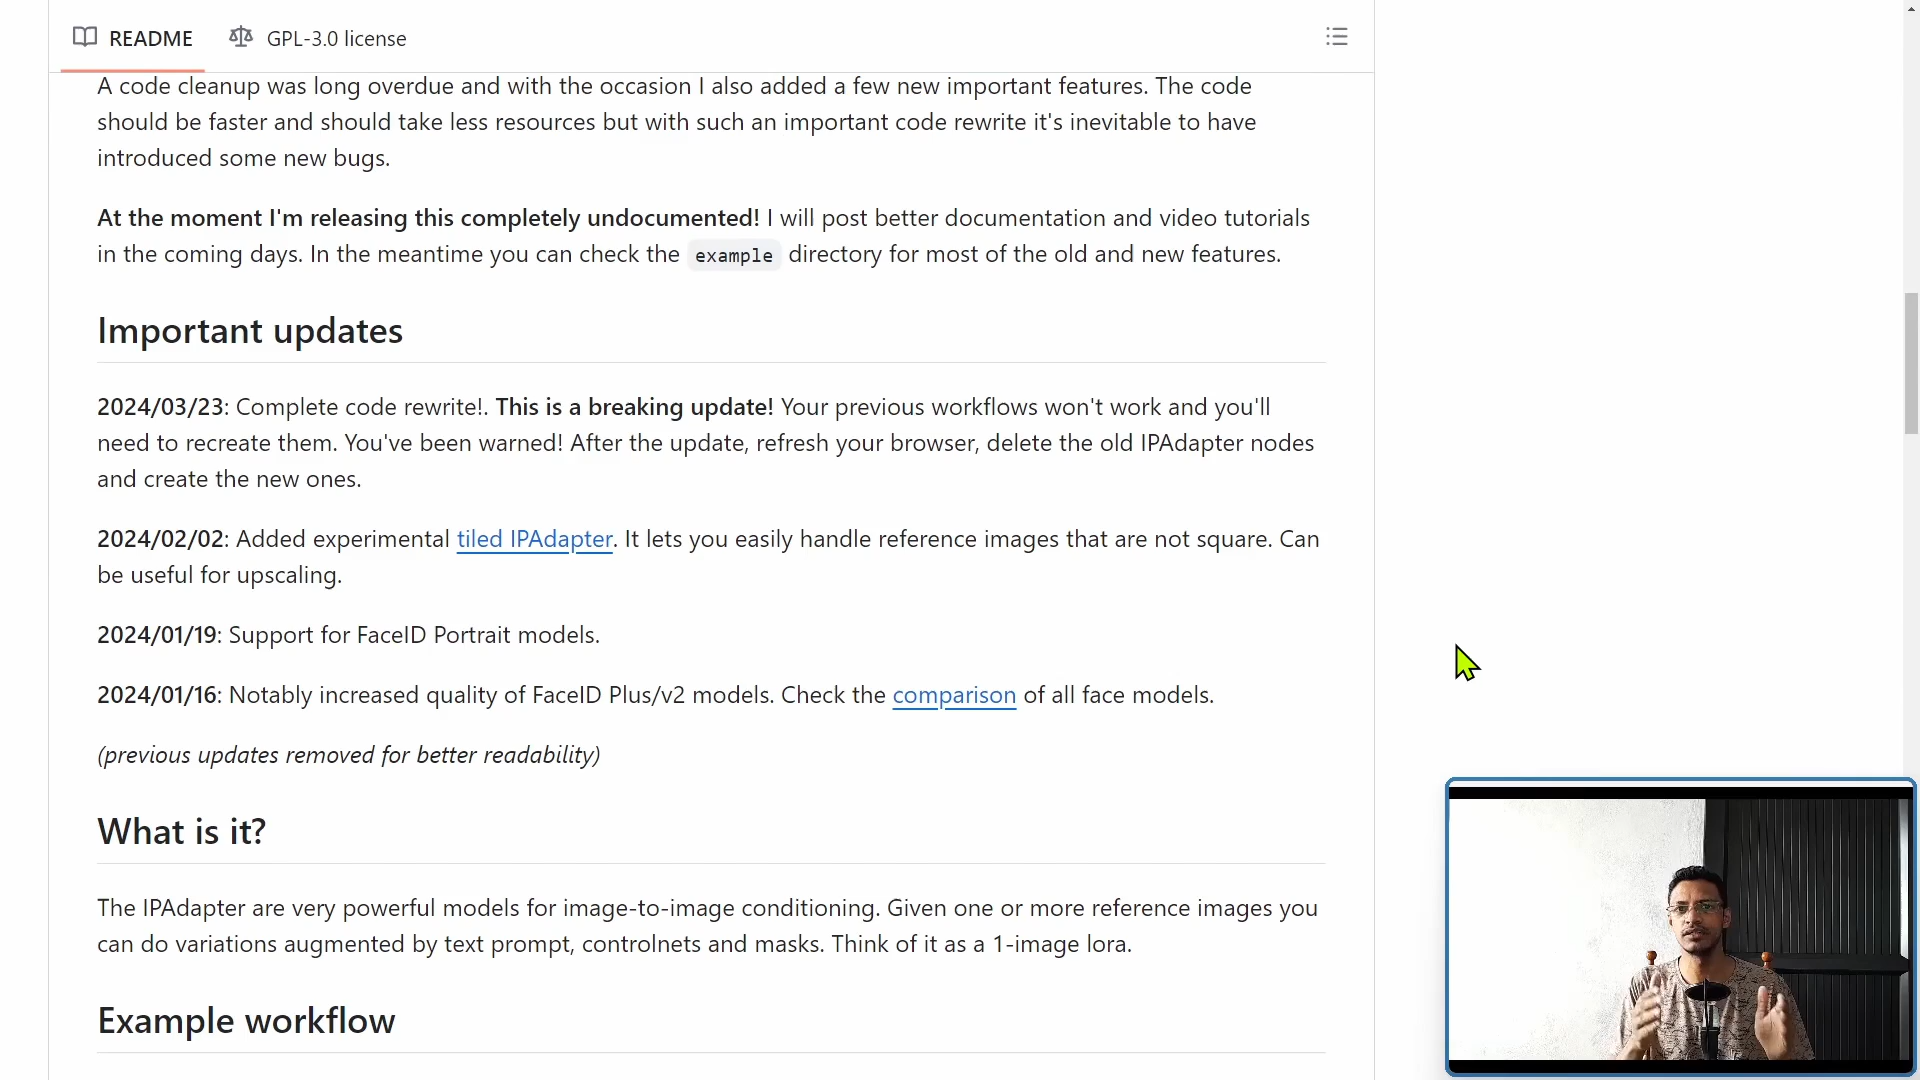 README
GPL-3.0 license
A code cleanup was long overdue and with the occasion I also added a few new important features. The code
should be faster and should take less resources but with such an important code rewrite it's inevitable to have
introduced some new bugs.
At the moment I'm releasing this completely undocumented! I will post better documentation and video tutorials
in the coming days. In the meantime you can check the example directory for most of the old and new features.
Important updates
2024/03/23: Complete code rewrite!. This is a breaking update! Your previous workflows won't work and you'll
need to recreate them. You've been warned! After the update, refresh your browser, delete the old IPAdapter nodes
and create the new ones.
2024/02/02: Added experimental tiled IPAdapter. It lets you easily handle reference images that are not square. Can
be useful for upscaling.
2024/01/19: Support for FaceID Portrait models.
2024/01/16: Notably increased quality of FaceID Plus/v2 models. Check the comparison of all face models.
(previous updates removed for better readability)
What is it?
The IPAdapter are very powerful models for image-to-image conditioning. Given one or more reference images you
can do variations augmented by text prompt, controlnets and masks. Think of it as a 1-image lora.
Example workflow